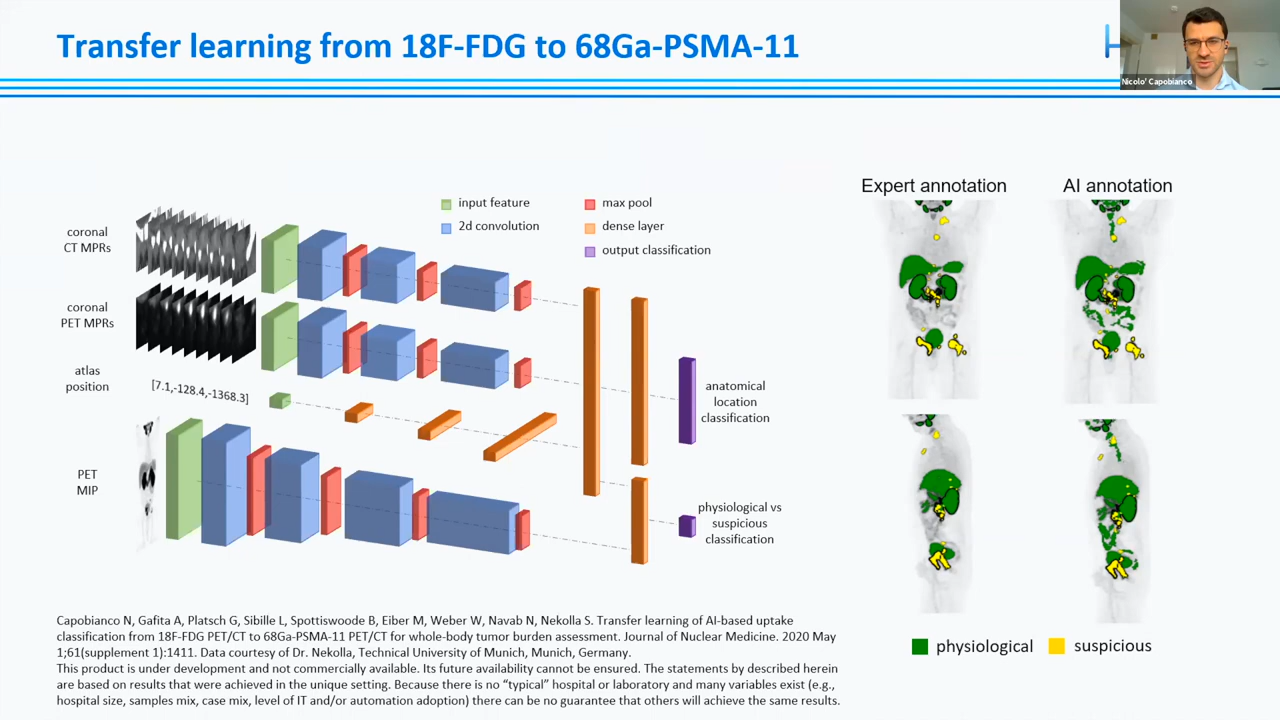 Transfer learning from 18F-FDG to 68Ga-PSMA-11
H
Nicolo' Capobianco
coronal
CT MPRs
coronal
PET MPRs
atlas
position
[7.1,-128.4,-1368.3]
PET
MIP
input feature
2d convolution
max pool
dense layer
output classification
anatomical
location
classification
physiological vs
suspicious
classification
Expert annotation
AI annotation
physiological
suspicious
Capobianco N, Gafita A, Platsch G, Sibille L, Spottiswoode B, Eiber M, Weber W, Navab N, Nekolla S. Transfer learning of AI-based uptake
classification from 18F-FDG PET/CT to 68Ga-PSMA-11 PET/CT for whole-body tumor burden assessment. Journal of Nuclear Medicine. 2020 May
1;61(supplement 1):1411. Data courtesy of Dr. Nekolla, Technical University of Munich, Munich, Germany.
This product is under development and not commercially available. Its future availability cannot be ensured. The statements by described herein
are based on results that were achieved in the unique setting. Because there is no “typical” hospital or laboratory and many variables exist (e.g.,
hospital size, samples mix, case mix, level of IT and/or automation adoption) there can be no guarantee that others will achieve the same results.